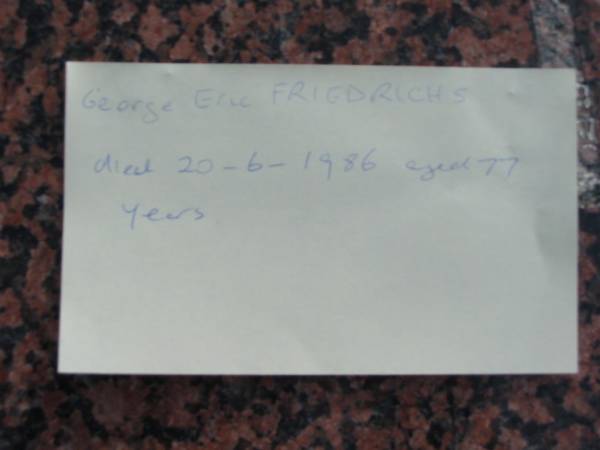 George Eric FRIEDRICHS
died 20-6-1986 aged 77
years